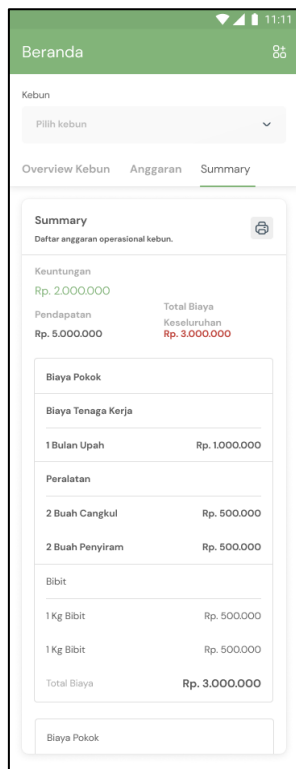 11:11
Beranda
Kebun
Pilih kebun
Overview Kebun Anggaran Summary
Summary
Daftar anggaran operasional kebun.
Keuntungan
Rp. 2.000.000
Pendapatan
Rp. 5.000.000
Total Biaya
Keseluruhan
Rp. 3.000.000
Biaya Pokok
Biaya Tenaga Kerja
1 Bulan Upah Rp. 1.000.000
Peralatan
2 Buah Cangkul Rp. 500.000
2 Buah Penyiram Rp. 500.000
Bibit
1 Kg Bibit Rp. 500.000
1 Kg Bibit Rp. 500.000
Total Biaya Rp. 3.000.000
Biaya Pokok